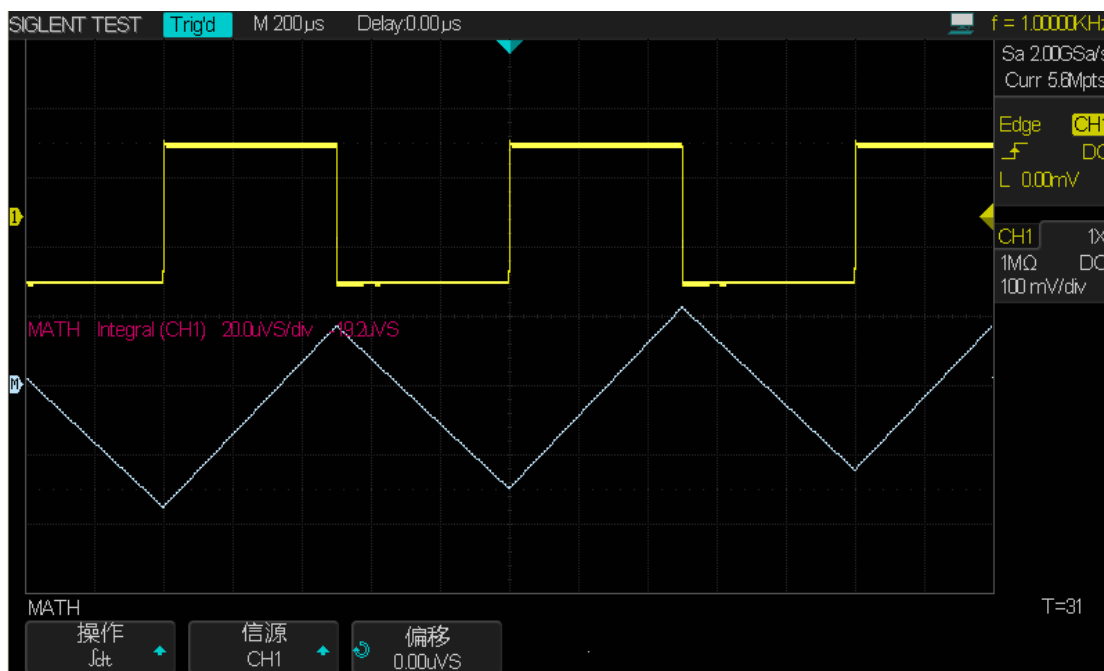 SIGLENT TEST Trig'd M 200µs Delay:0.00µs f = 1.00000KHz
Sa 2.00GSa/s
Curr 5.6Mpts
Edge CH1
DC
L 0.00mV
1
CH1 1X
1MΩ DC
100 mV/div
MATH Integral (CH1) 20.0uVS/div 19.2uVS
M
MATH T=31
操作 信源 偏移
∫dt CH1 0.00uVS